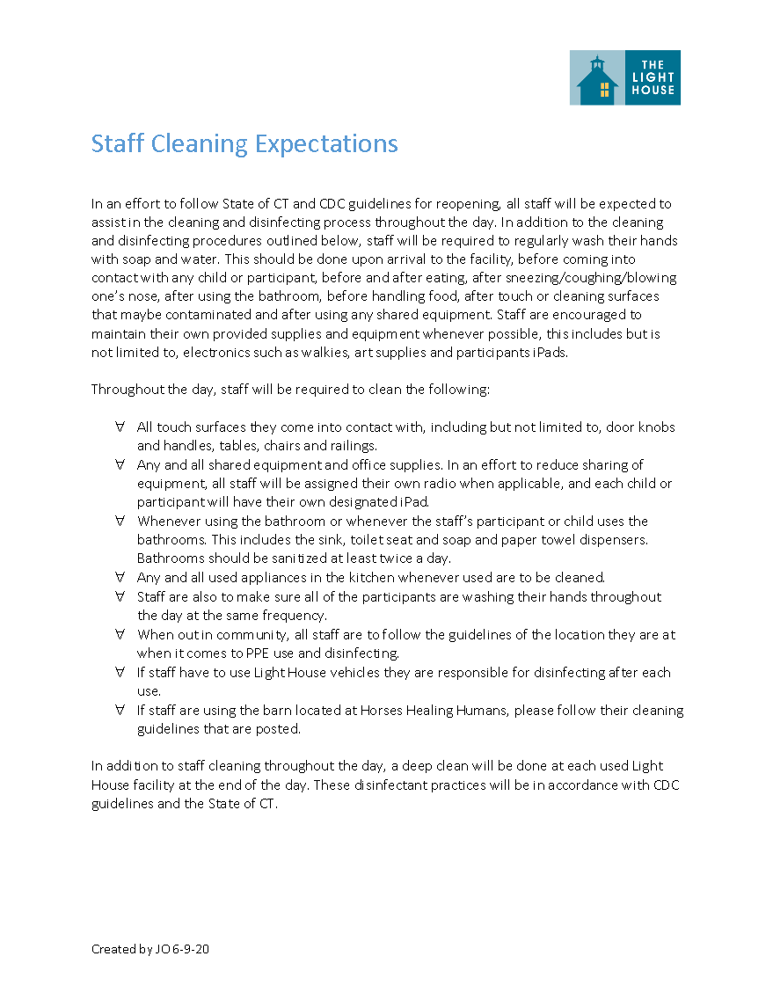 THE
LIGHT
HOUSE
Staff Cleaning Expectations
In an effort to follow State of CT and CDC guidelines for reopening, all staff will be expected to
assist in the cleaning and disinfecting process throughout the day. In addition to the cleaning
and disinfecting procedures outlined below, staff will be required to regularly wash their hands
with soap and water. This should be done upon arrival to the facility, before coming into
contact with any child or participant, before and after eating, after sneezing/coughing/blowing
one’s nose, after using the bathroom, before handling food, after touch or cleaning surfaces
that maybe contaminated and after using any shared equipment. Staff are encouraged to
maintain their own provided supplies and equipment whenever possible, this includes but is
not limited to, electronics such as walkies, art supplies and participants iPads.
Throughout the day, staff will be required to clean the following:
∀ All touch surfaces they come into contact with, including but not limited to, door knobs
and handles, tables, chairs and railings.
∀ Any and all shared equipment and office supplies. In an effort to reduce sharing of
equipment, all staff will be assigned their own radio when applicable, and each child or
participant will have their own designated iPad.
∀ Whenever using the bathroom or whenever the staff’s participant or child uses the
bathrooms. This includes the sink, toilet seat and soap and paper towel dispensers.
Bathrooms should be sanitized at least twice a day.
∀ Any and all used appliances in the kitchen whenever used are to be cleaned.
∀ Staff are also to make sure all of the participants are washing their hands throughout
the day at the same frequency.
∀ When out in community, all staff are to follow the guidelines of the location they are at
when it comes to PPE use and disinfecting.
∀ If staff have to use Light House vehicles they are responsible for disinfecting after each
use.
∀ If staff are using the barn located at Horses Healing Humans, please follow their cleaning
guidelines that are posted.
In addition to staff cleaning throughout the day, a deep clean will be done at each used Light
House facility at the end of the day. These disinfectant practices will be in accordance with CDC
guidelines and the State of CT.
Created by JO 6-9-20